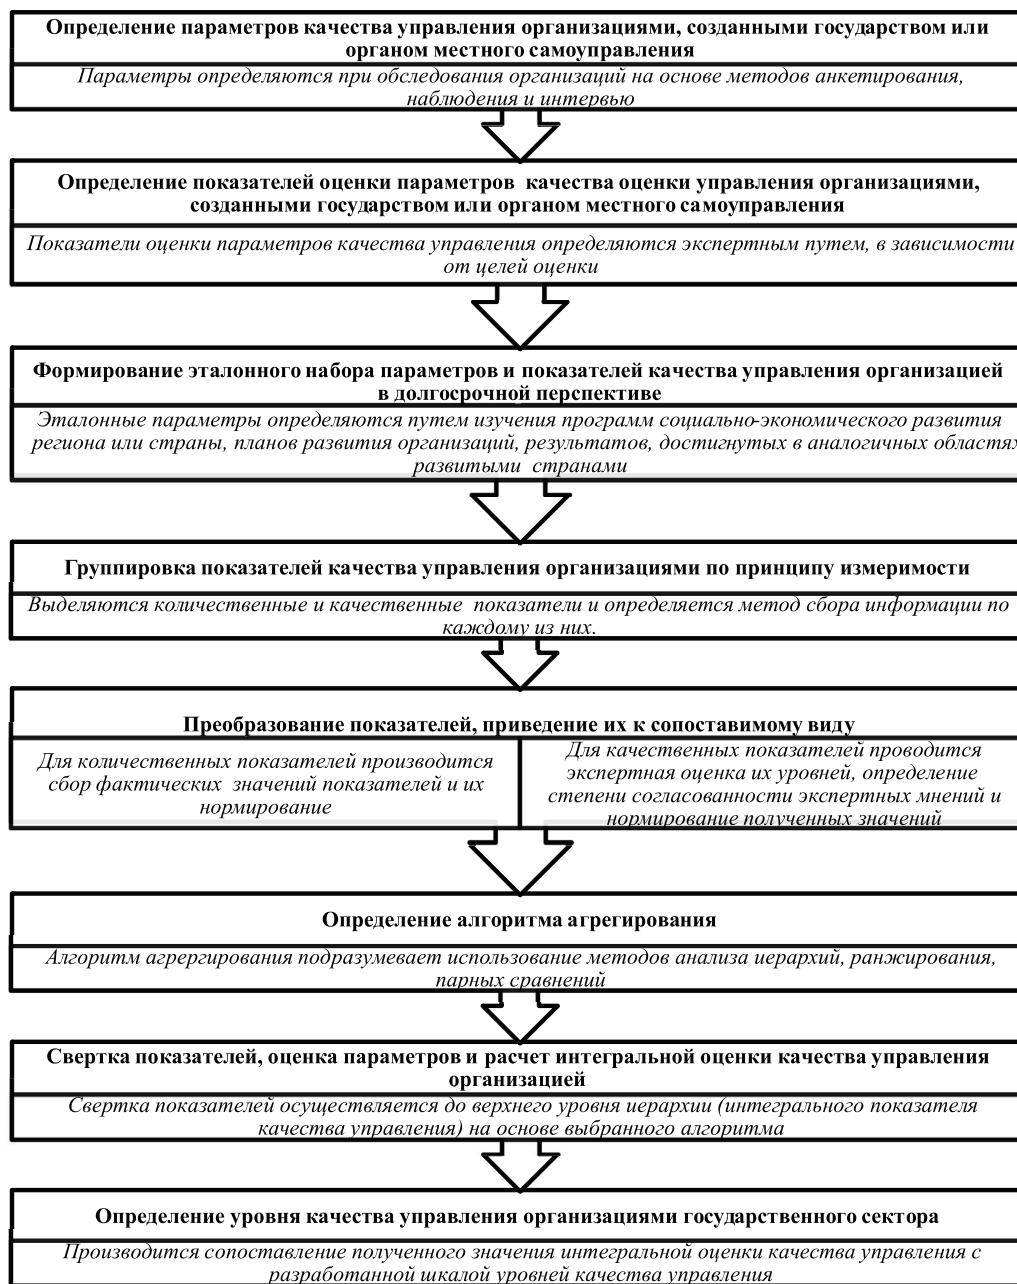 Определение параметров качества управления организациями, созданными государством или
органом местного самоуправления
Параметры определяются при обследования организаций на основе методов анкетирования,
наблюдения и интервью
Определение показателей оценки параметров качества оценки управления организациями,
созданными государством или органом местного самоуправления
Показатели оценки параметров качества управления определяются экспертным путем, в зависимости
от целей оценки
Формирование эталонного набора параметров и показателей качества управления организацией
в долгосрочной перспективе
Эталонные параметры определяются путем изучения программ социально-экономического развития
региона или страны, планов развития организаций, результатов, достигнутых в аналогичных областях
развитыми странами
Группировка показателей качества управления организациями по принципу измеримости
Выделяются количественные и качественные показатели и определяется метод сбора информации по
каждому из них.
Преобразование показателей, приведение их к сопоставимому виду
Для количественных показателей производится
сбор фактических значений показателей и их
нормирование
Для качественных показателей проводится
экспертная оценка их уровней, определение
степени согласованности экспертных мнений и
нормирование полученных значений
Определение алгоритма агрегирования
Алгоритм агрергирования подразумевает использование методов анализа иерархий, ранжирования,
парных сравнений
Свертка показателей, оценка параметров и расчет интегральной оценки качества управления
организацией
Свертка показателей осуществляется до верхнего уровня иерархии (интегрального показателя
качества управления) на основе выбранного алгоритма
Определение уровня качества управления организациями государственного сектора
Производится сопоставление полученного значения интегральной оценки качества управления с
разработанной шкалой уровней качества управления